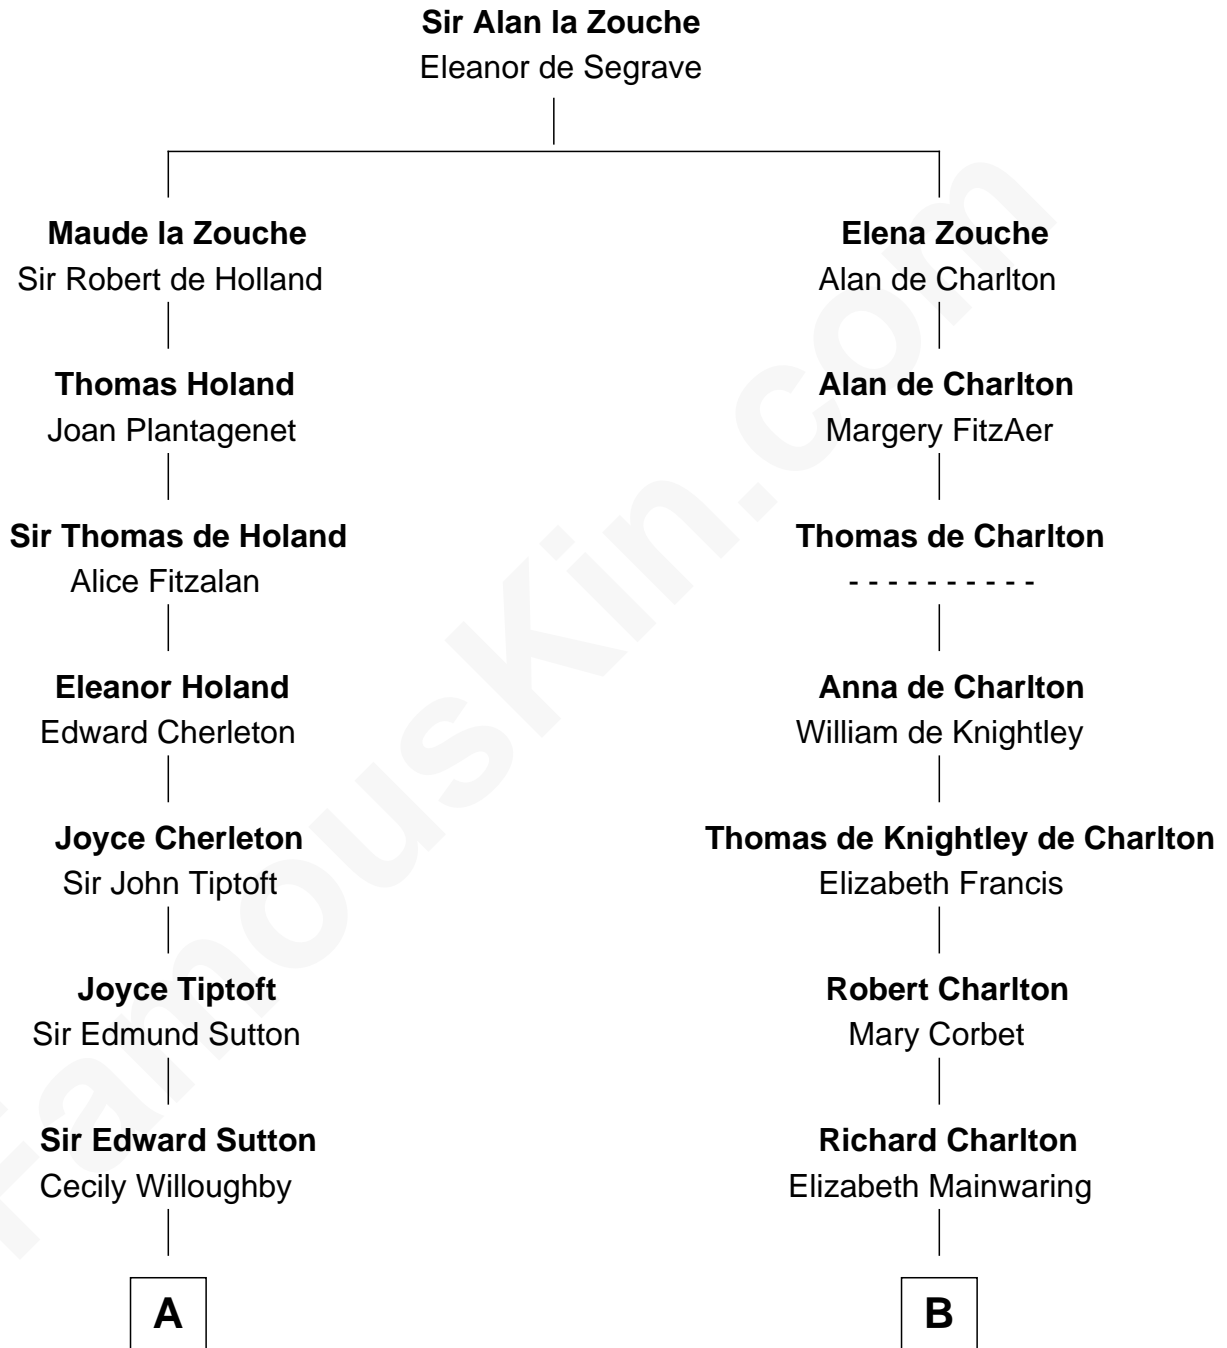 Sir Alan la Zouche
Eleanor de Segrave
Maude la Zouche
Sir Robert de Holland
Elena Zouche
Alan de Charlton
Thomas Holand
Joan Plantagenet
Alan de Charlton
Margery FitzAer
Sir Thomas de Holand
Alice Fitzalan
Thomas de Charlton
- - - - - - - - - -
Eleanor Holand
Edward Cherleton
Anna de Charlton
William de Knightley
Joyce Cherleton
Sir John Tiptoft
Thomas de Knightley de Charlton
Elizabeth Francis
Joyce Tiptoft
Sir Edmund Sutton
Robert Charlton
Mary Corbet
Sir Edward Sutton
Cecily Willoughby
Richard Charlton
Elizabeth Mainwaring
A
B
FamousKin.com